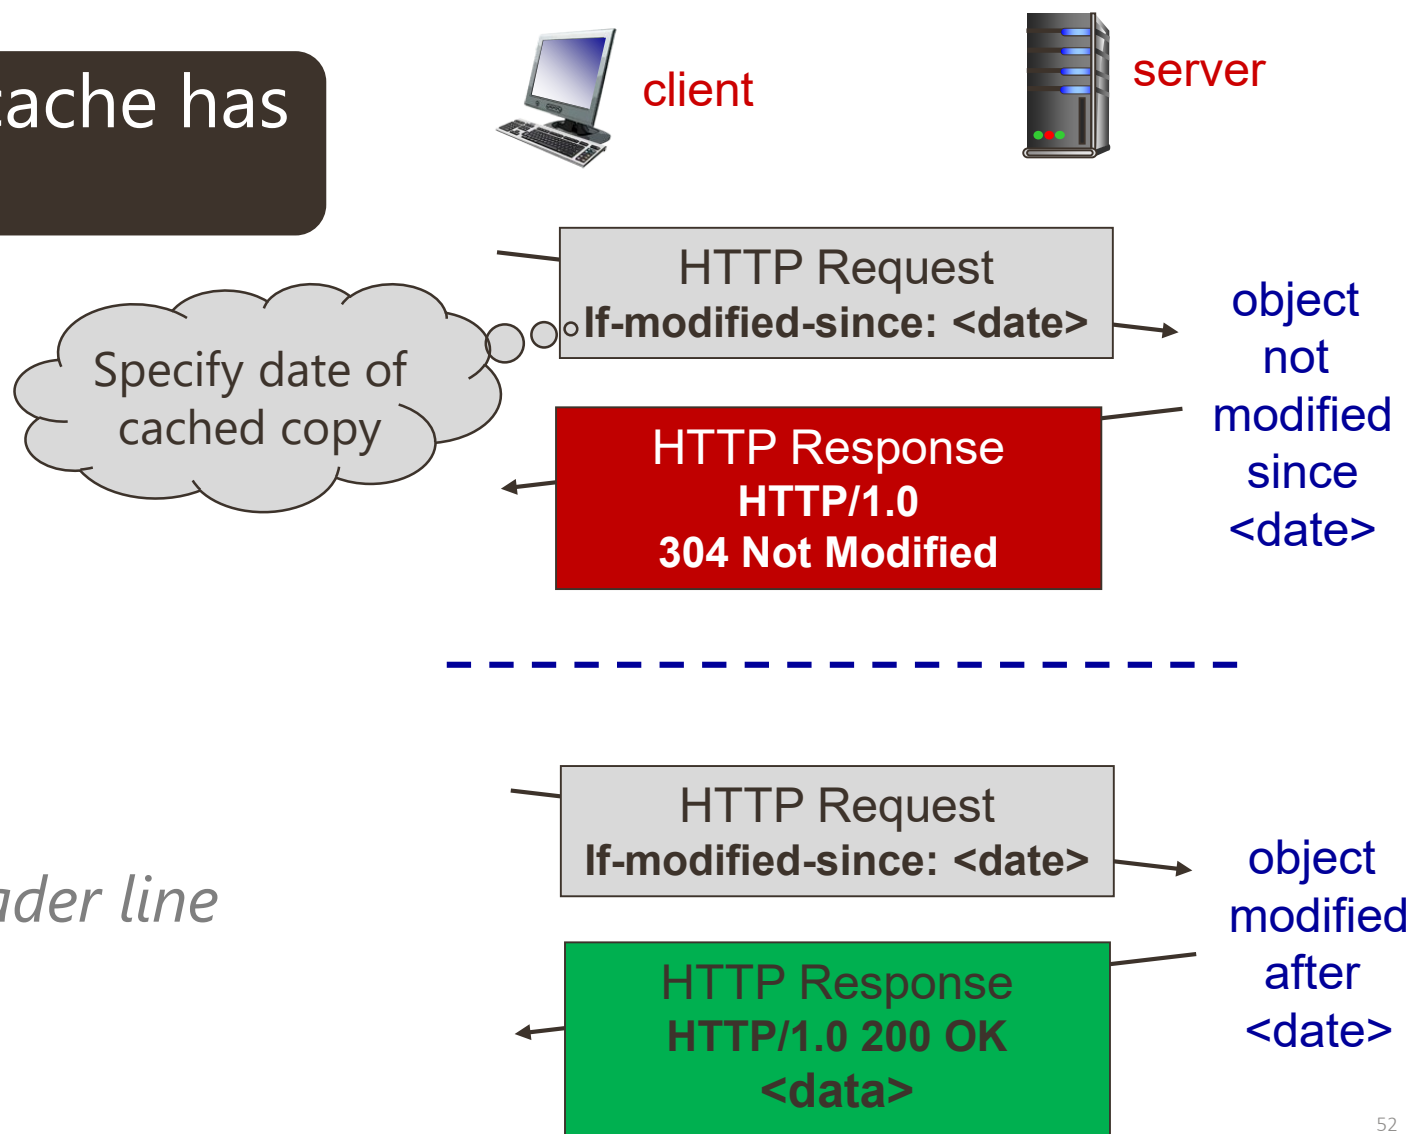 cache has
client
server
HTTP Request
If-modified-since: <date>
Specify date of
cached copy
object
not
modified
since
<date>
HTTP Response
HTTP/1.0
304 Not Modified
HTTP Request
If-modified-since: <date>
ader line
object
modified
after
<date>
HTTP Response
HTTP/1.0 200 OK
<data>
52